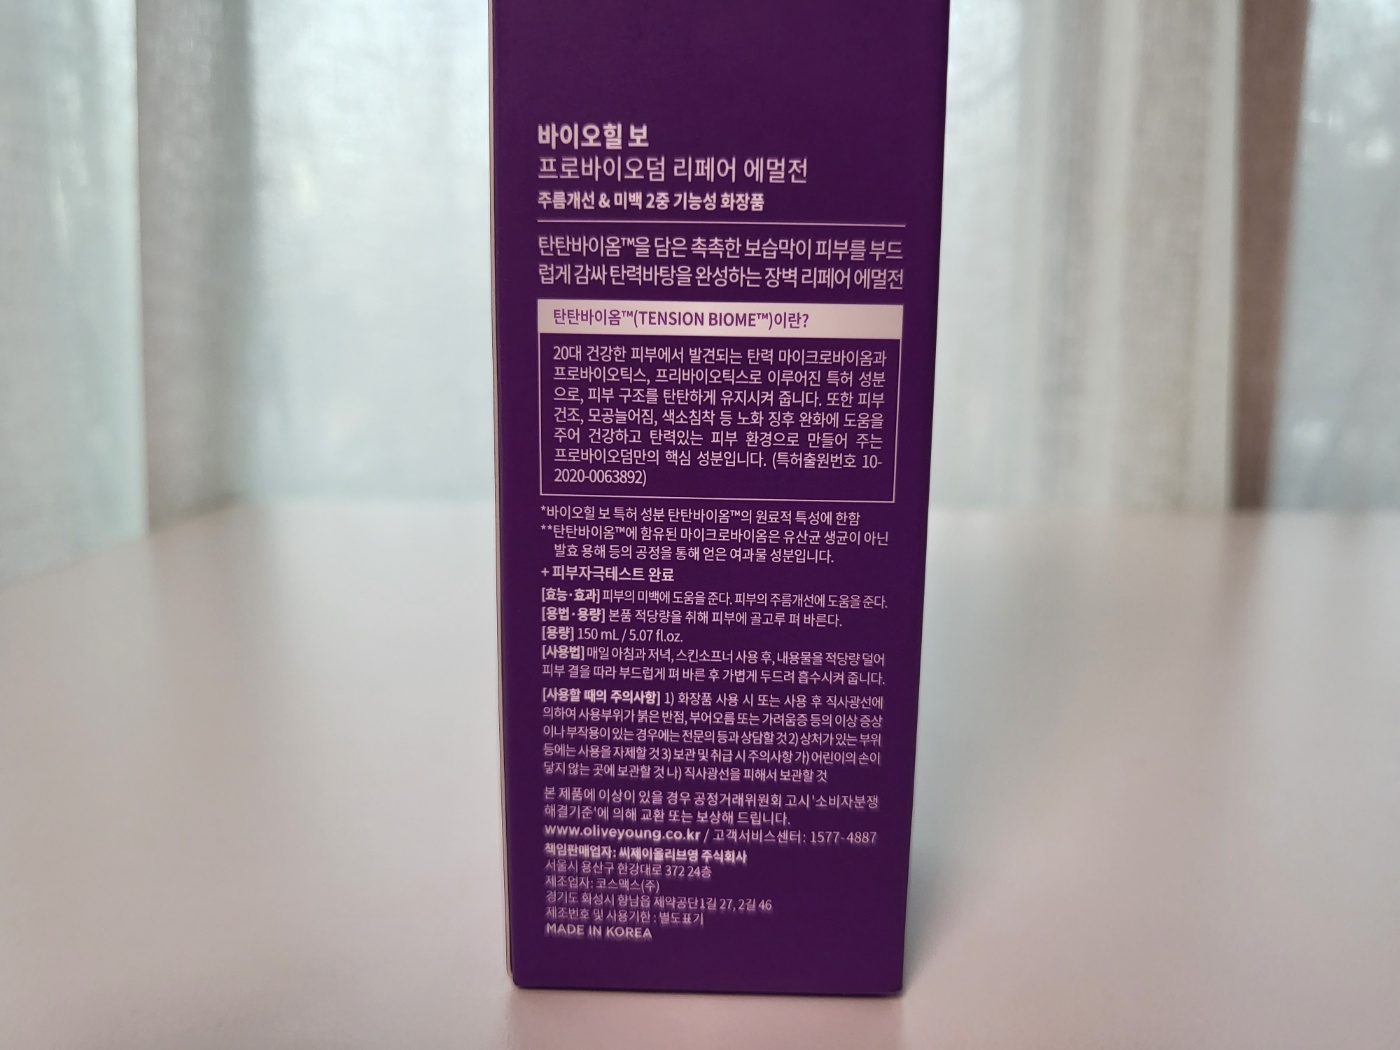 바이오힐 보
프로바이오덤 리페어 에멀전
주름개선 & 미백 2중 기능성 화장품
탄탄바이옴™을 담은 촉촉한 보습막이 피부를 부드
럽게 감싸 탄력바탕을 완성하는 장벽 리페어 에멀전
탄탄바이옴™(TENSION BIOME™)이란?
20대 건강한 피부에서 발견되는 탄력 마이크로바이옴과
프로바이오틱스, 프리바이오틱스로 이루어진 특허 성분
으로, 피부 구조를 탄탄하게 유지시켜 줍니다. 또한 피부
건조, 모공늘어짐, 색소침착 등 노화 징후 완화에 도움을
주어 건강하고 탄력있는 피부 환경으로 만들어 주는
프로바이오덤만의 핵심 성분입니다. (특허출원번호 10-
2020-0063892)
*바이오힐 보 특허 성분 탄탄바이옴™의 원료적 특성에 한함
**탄탄바이옴™에 함유된 마이크로바이옴은 유산균 생균이 아닌
발효 용해 등의 공정을 통해 얻은 여과물 성분입니다.
+ 피부자극테스트 완료
[효능·효과] 피부의 미백에 도움을 준다. 피부의 주름개선에 도움을 준다.
[용법·용량] 본품 적당량을 취해 피부에 골고루 펴 바른다.
[용량] 150 mL / 5.07 fl.oz.
[사용법] 매일 아침과 저녁, 스킨소프너 사용 후, 내용물을 적당량 덜어
피부 결을 따라 부드럽게 펴 바른 후 가볍게 두드려 흡수시켜 줍니다.
[사용할 때의 주의사항] 1) 화장품 사용 시 또는 사용 후 직사광선에
의하여 사용부위가 붉은 반점, 부어오름 또는 가려움증 등의 이상 증상
이나 부작용이 있는 경우에는 전문의 등과 상담할 것 2) 상처가 있는 부위
등에는 사용을 자제할 것 3) 보관 및 취급 시 주의사항 가) 어린이의 손이
닿지 않는 곳에 보관할 것 나) 직사광선을 피해서 보관할 것
본 제품에 이상이 있을 경우 공정거래위원회 고시 '소비자분쟁
해결기준'에 의해 교환 또는 보상해 드립니다.
www.oliveyoung.co.kr / 고객서비스센터: 1577-4887
책임판매업자: 씨제이올리브영 주식회사
서울시 용산구 한강대로 372 24층
제조업자: 코스맥스(주)
경기도 화성시 향남읍 제약공단1길 27, 2길 46
제조번호 및 사용기한 : 별도표기
MADE IN KOREA